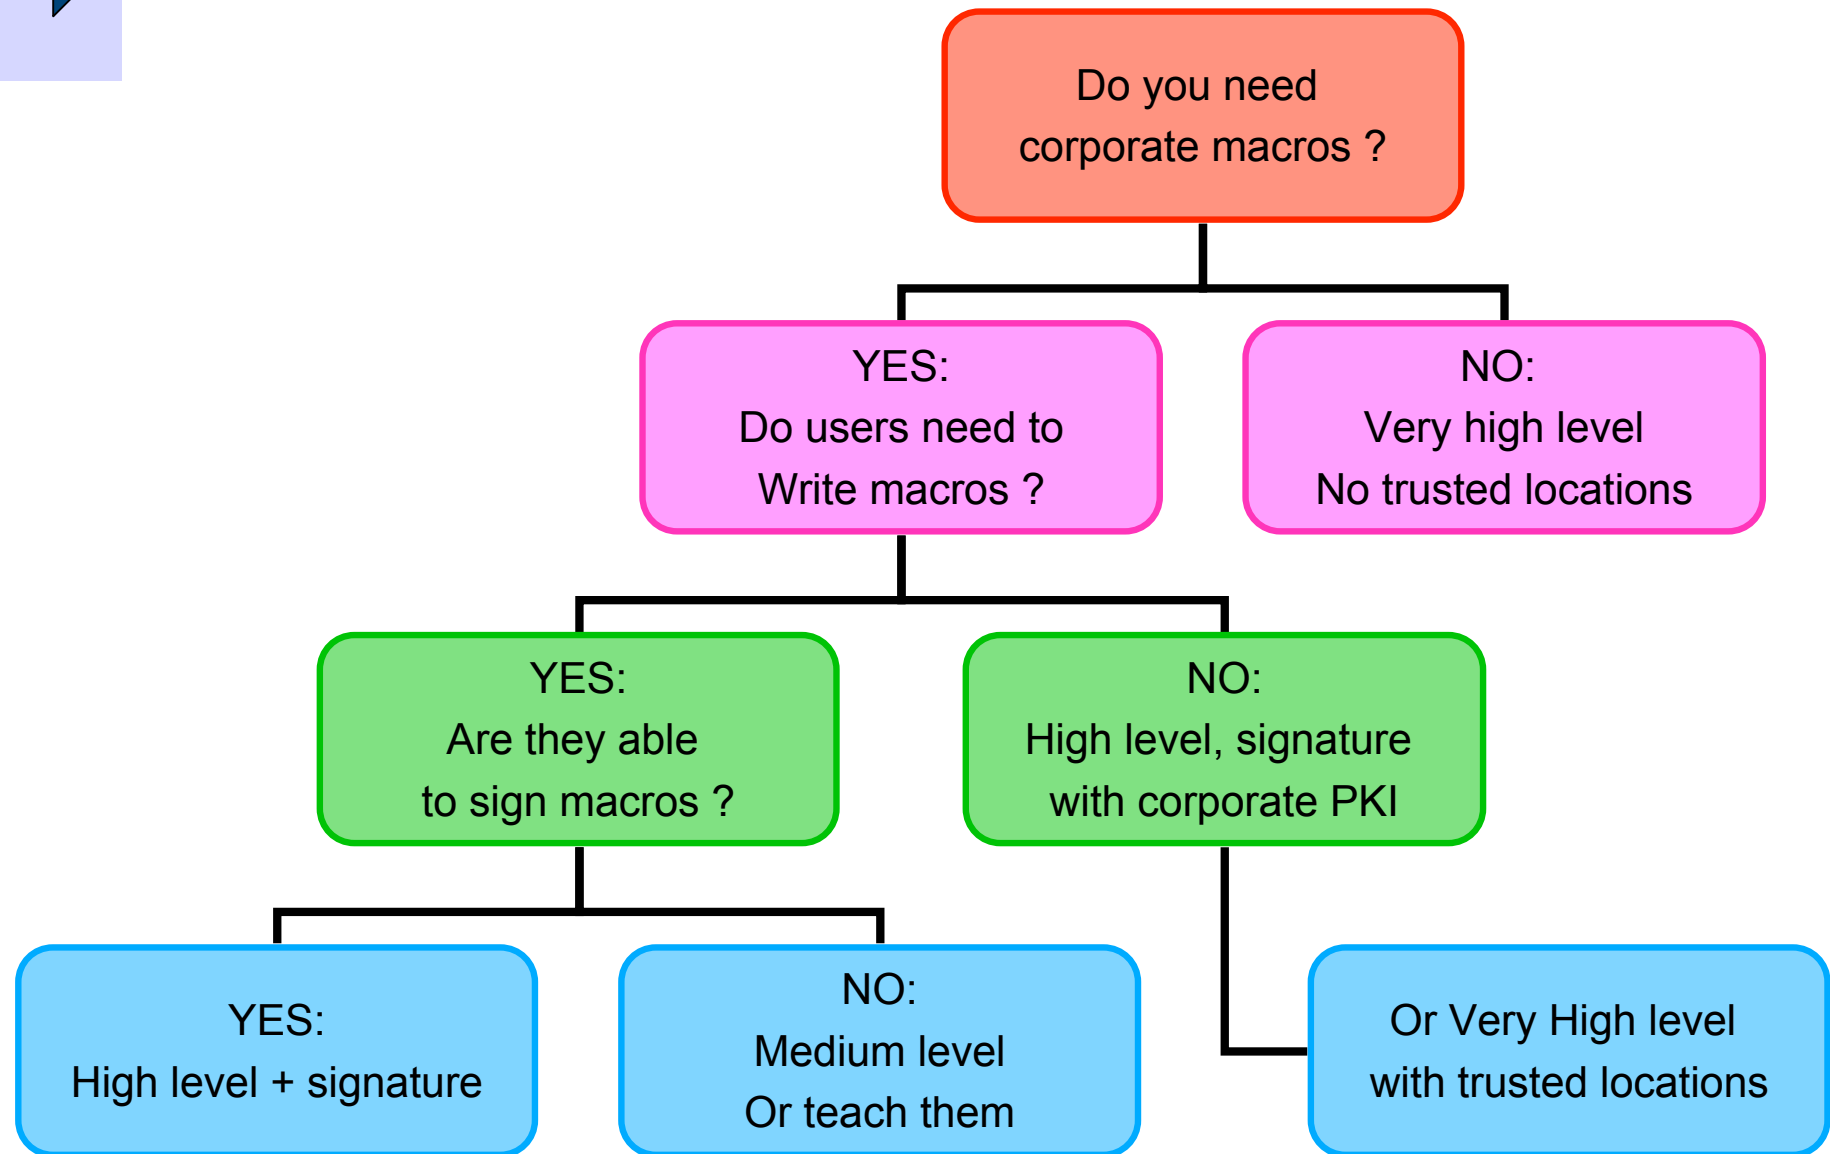 Do you need
corporate macros ?
YES:
Do users need to
Write macros ?
NO:
Very high level
No trusted locations
YES:
Are they able
to sign macros ?
NO:
High level, signature
with corporate PKI
YES:
High level + signature
NO:
Medium level
Or teach them
Or Very High level
with trusted locations